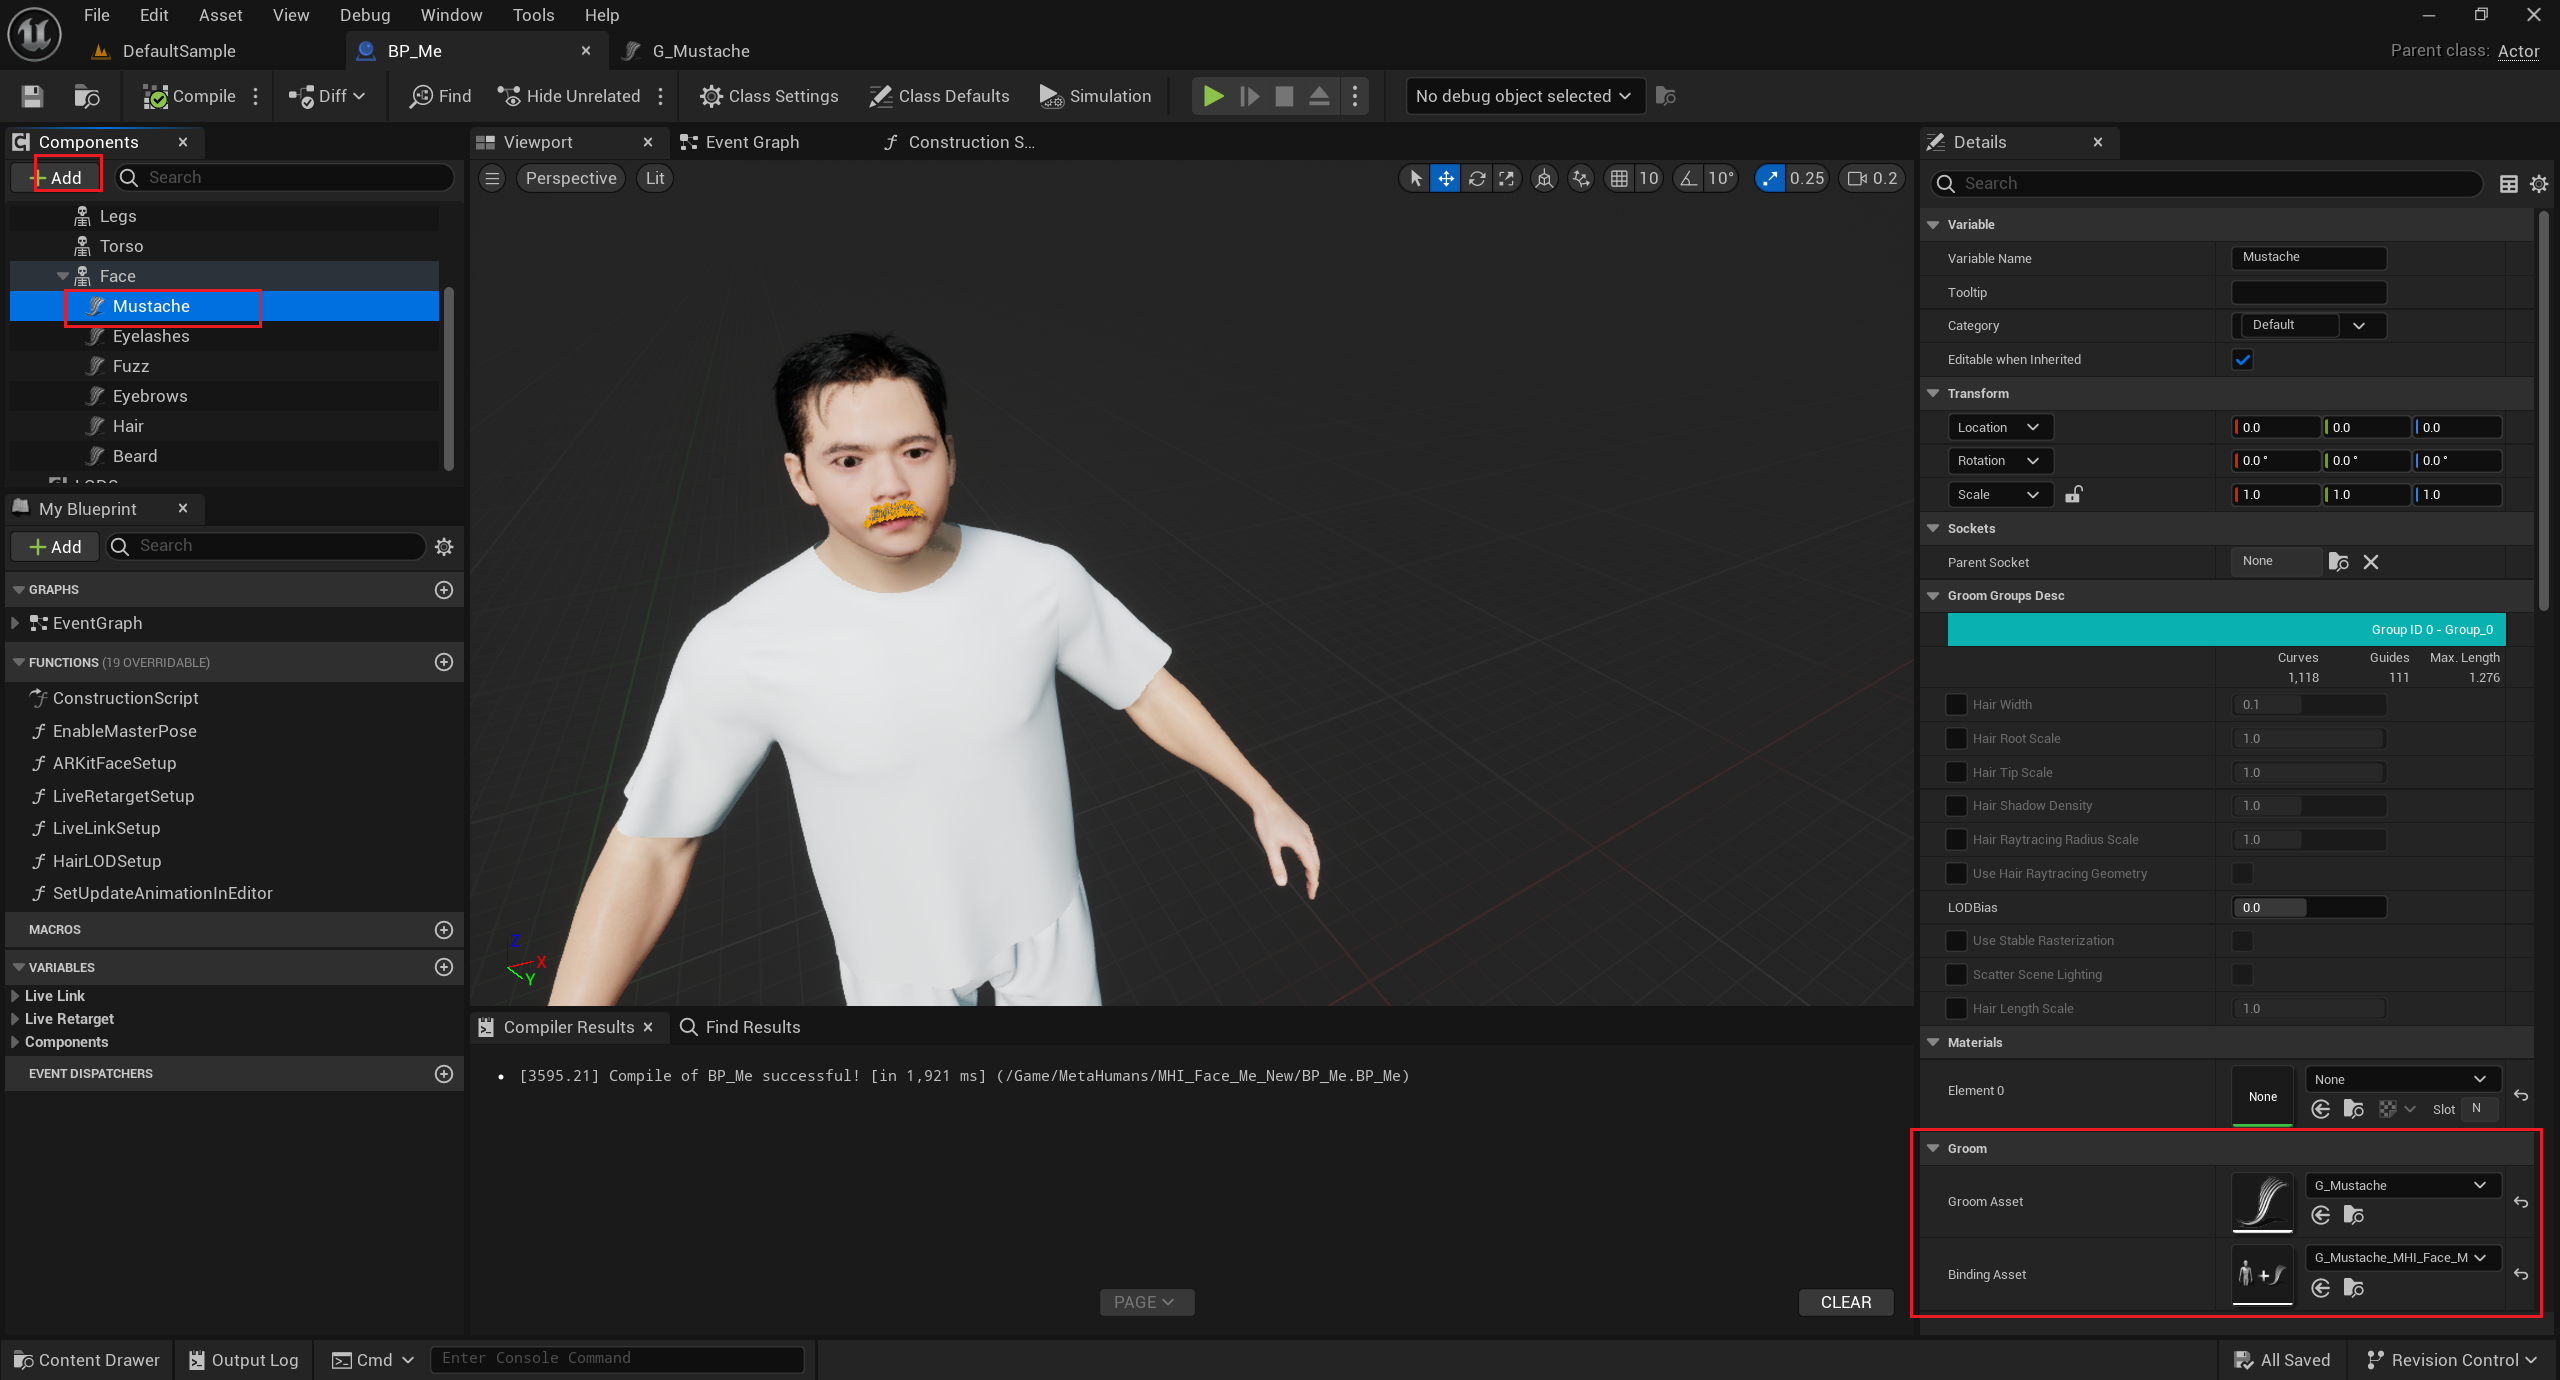 File Edit Asset View Debug Window Tools Help
DefaultSample
BP_Me
G_Mustache
Parent class: Actor
Compile
Diff
Find
Hide Unrelated
Class Settings
Class Defaults
Simulation
No debug object selected
Components
Add
Search
Legs
Torso
Face
Mustache
Eyelashes
Fuzz
Eyebrows
Hair
Beard
My Blueprint
Add
Search
GRAPHS
EventGraph
FUNCTIONS (19 OVERRIDABLE)
ConstructionScript
EnableMasterPose
ARKitFaceSetup
LiveRetargetSetup
LiveLinkSetup
HairLODSetup
SetUpdateAnimationInEditor
MACROS
VARIABLES
Live Link
Live Retarget
Components
EVENT DISPATCHERS
Viewport
Event Graph
Construction S...
Perspective
Lit
10
10°
0.25
0.2
Z
X
Y
Compiler Results
Find Results
[3595.21] Compile of BP_Me successful! [in 1,921 ms] (/Game/MetaHumans/MHI_Face_Me_New/BP_Me.BP_Me)
PAGE
CLEAR
Details
Search
Variable
Variable Name Mustache
Tooltip
Category Default
Editable when Inherited
Transform
Location 0.0 0.0 0.0
Rotation 0.0° 0.0° 0.0°
Scale 1.0 1.0 1.0
Sockets
Parent Socket None
Groom Groups Desc
Group ID 0 - Group_0
Curves Guides Max. Length
1,118 111 1.276
Hair Width 0.1
Hair Root Scale 1.0
Hair Tip Scale 1.0
Hair Shadow Density 1.0
Hair Raytracing Radius Scale 1.0
Use Hair Raytracing Geometry
LODBias 0.0
Use Stable Rasterization
Scatter Scene Lighting
Hair Length Scale 1.0
Materials
Element 0 None None
Slot N
Groom
Groom Asset G_Mustache
Binding Asset G_Mustache_MHI_Face_M
Content Drawer
Output Log
Cmd
Enter Console Command
All Saved
Revision Control